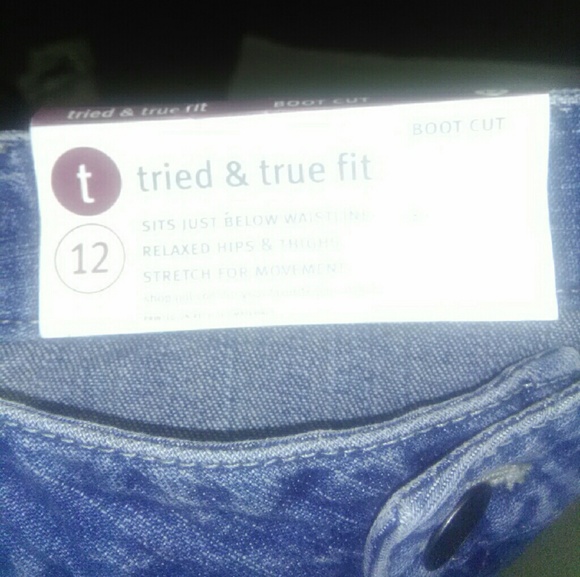 tried & true fit BOOT CUT
BOOT CUT
t tried & true fit
SITS JUST BELOW WAISTLINE
12 RELAXED HIPS & THIGHS
STRETCH FOR MOVEMENT